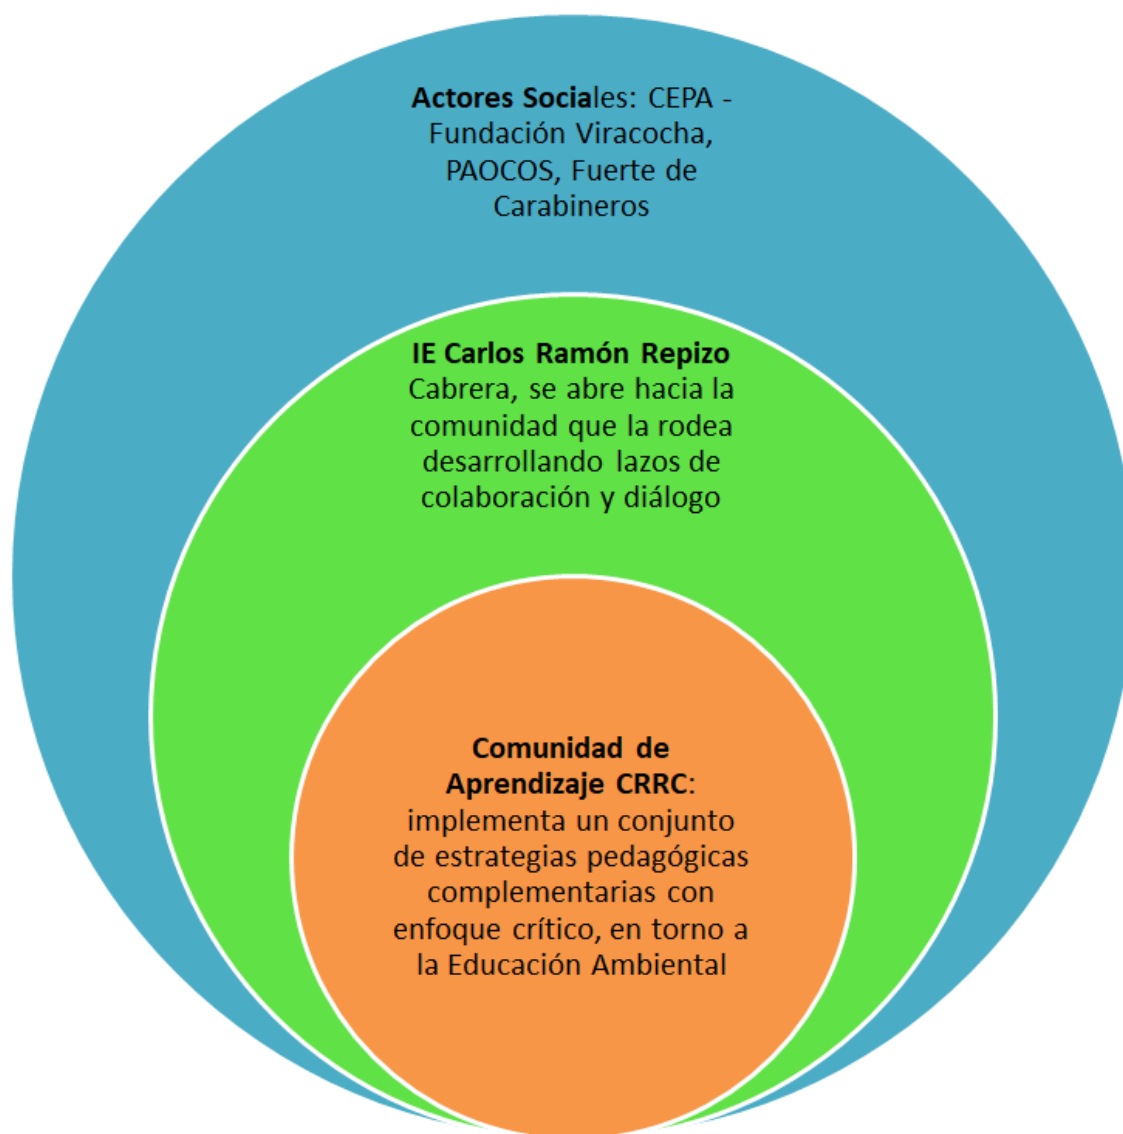 Actores Sociales: CEPA -
Fundación Viracocha,
PAOCOS, Fuerte de
Carabineros
IE Carlos Ramón Repizo
Cabrera, se abre hacia la
comunidad que la rodea
desarrollando lazos de
colaboración y diálogo
Comunidad de
Aprendizaje CRRC:
implementa un conjunto
de estrategias pedagógicas
complementarias con
enfoque crítico, en torno a
la Educación Ambiental